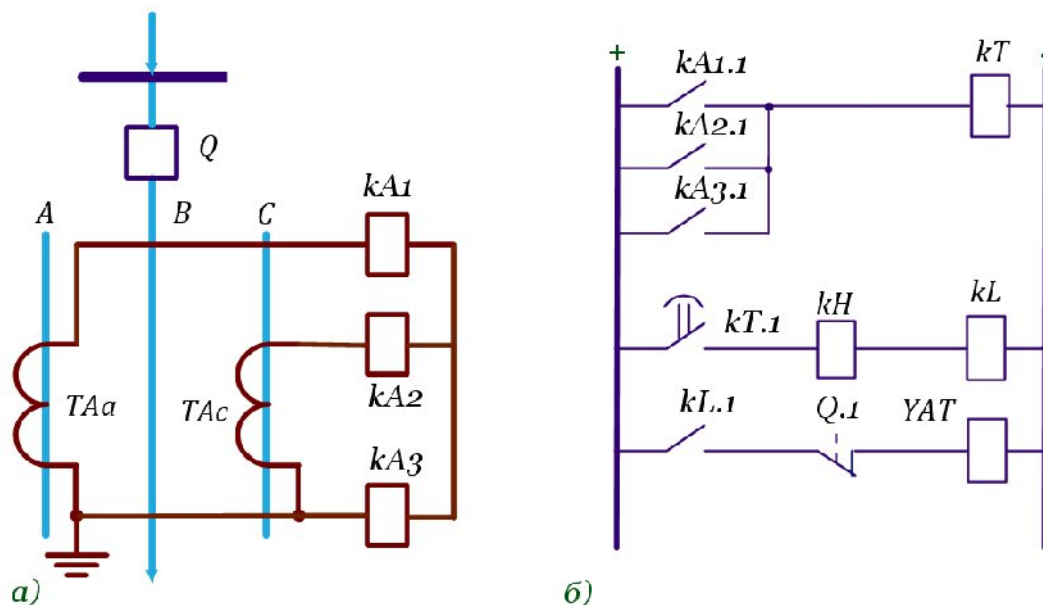 Q
A
B
C
kA1
TAa
TAc
kA2
kA3
а)
+
-
kA1.1
kT
kA2.1
kA3.1
kT.1
kH
kL
kL.1
Q.1
YAT
б)